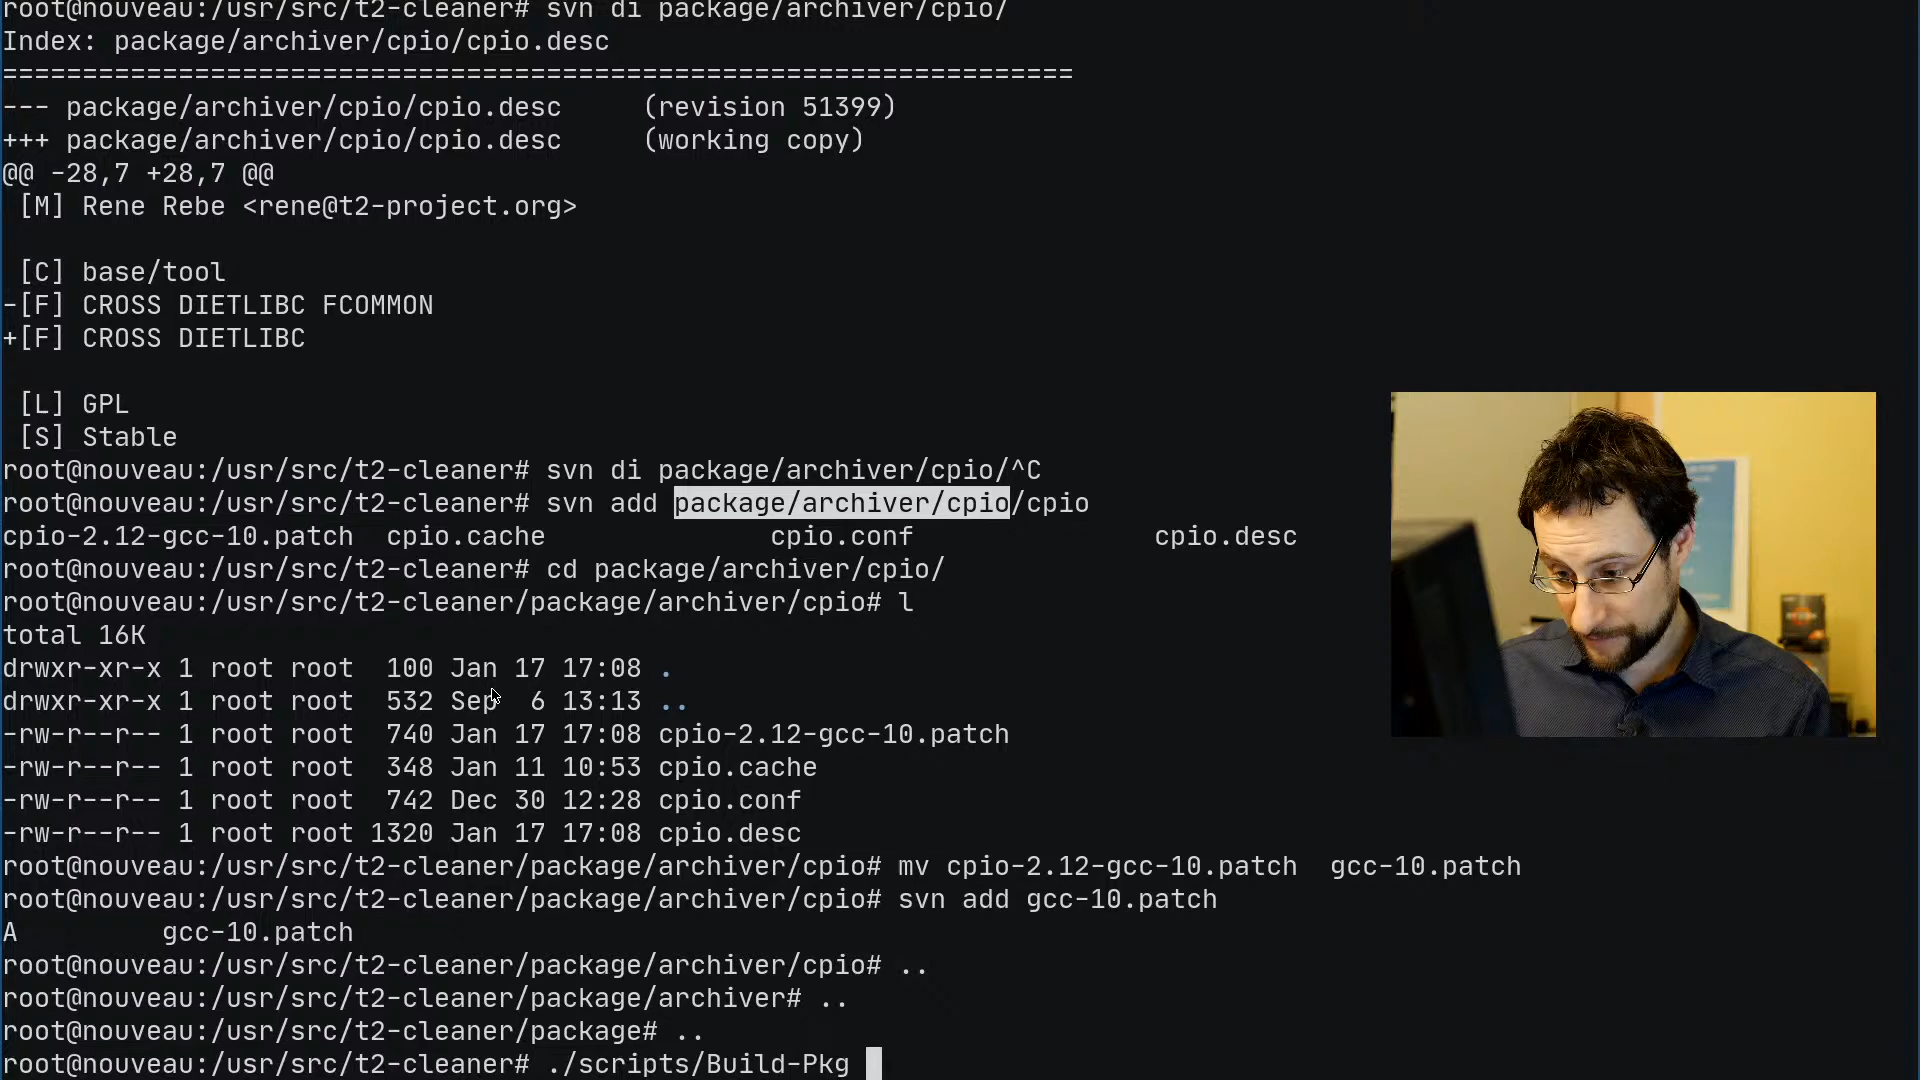 root@nouveau:/usr/src/t2-cleaner# svn di package/archiver/cpio/
Index: package/archiver/cpio/cpio.desc
===================================================================
--- package/archiver/cpio/cpio.desc     (revision 51399)
+++ package/archiver/cpio/cpio.desc     (working copy)
@@ -28,7 +28,7 @@
 [M] Rene Rebe <rene@t2-project.org>
 [C] base/tool
-[F] CROSS DIETLIBC FCOMMON
+[F] CROSS DIETLIBC
 [L] GPL
 [S] Stable
root@nouveau:/usr/src/t2-cleaner# svn di package/archiver/cpio/^C
root@nouveau:/usr/src/t2-cleaner# svn add package/archiver/cpio/cpio
cpio-2.12-gcc-10.patch  cpio.cache              cpio.conf               cpio.desc
root@nouveau:/usr/src/t2-cleaner# cd package/archiver/cpio/
root@nouveau:/usr/src/t2-cleaner/package/archiver/cpio# l
total 16K
drwxr-xr-x 1 root root  100 Jan 17 17:08 .
drwxr-xr-x 1 root root  532 Sep  6 13:13 ..
-rw-r--r-- 1 root root  740 Jan 17 17:08 cpio-2.12-gcc-10.patch
-rw-r--r-- 1 root root  348 Jan 11 10:53 cpio.cache
-rw-r--r-- 1 root root  742 Dec 30 12:28 cpio.conf
-rw-r--r-- 1 root root 1320 Jan 17 17:08 cpio.desc
root@nouveau:/usr/src/t2-cleaner/package/archiver/cpio# mv cpio-2.12-gcc-10.patch  gcc-10.patch
root@nouveau:/usr/src/t2-cleaner/package/archiver/cpio# svn add gcc-10.patch
A         gcc-10.patch
root@nouveau:/usr/src/t2-cleaner/package/archiver/cpio# ..
root@nouveau:/usr/src/t2-cleaner/package/archiver# ..
root@nouveau:/usr/src/t2-cleaner/package# ..
root@nouveau:/usr/src/t2-cleaner# ./scripts/Build-Pkg